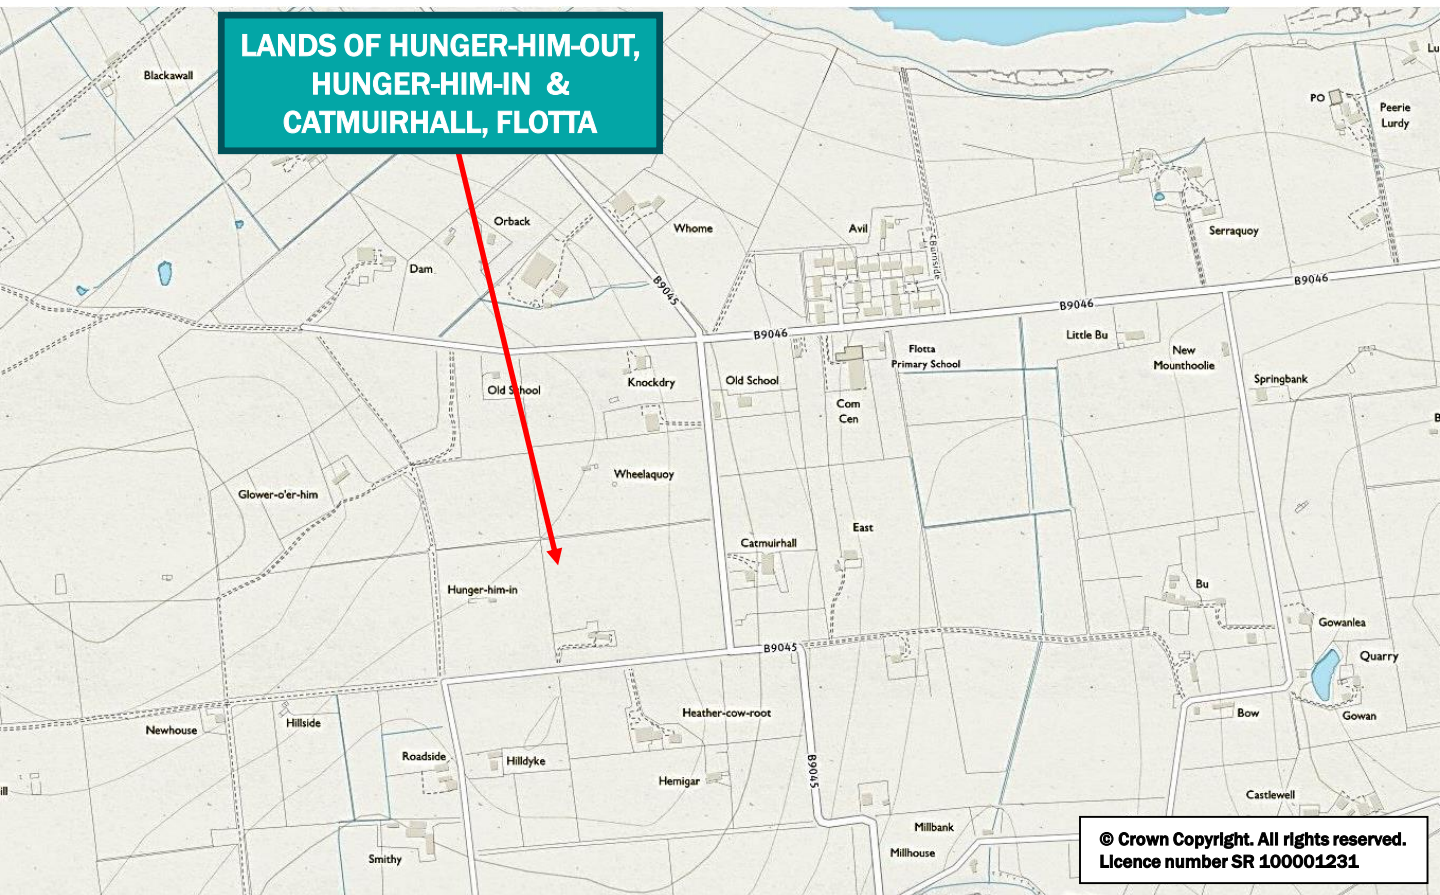 LANDS OF HUNGER-HIM-OUT,
HUNGER-HIM-IN &
CATMUIRHALL, FLOTTA
Blackawall
Lu
PO
Peerie
Lurdy
Orback
Whome
Avil
Burnside
Serraquoy
Dam
B9045
B9046
B9046
B9046
Little Bu
Flotta
Primary School
New
Mounthoolie
Old School
Knockdry
Old School
Springbank
Com
Cen
B
Wheelaquoy
Glower-o'er-him
East
Catmuirhall
Hunger-him-in
Bu
Gowanlea
B9045
Quarry
Newhouse
Hillside
Heather-cow-root
Bow
Gowan
Roadside
Hilldyke
B9045
Hemigar
ill
Castlewell
Millbank
Millhouse
Smithy
© Crown Copyright. All rights reserved.
Licence number SR 100001231